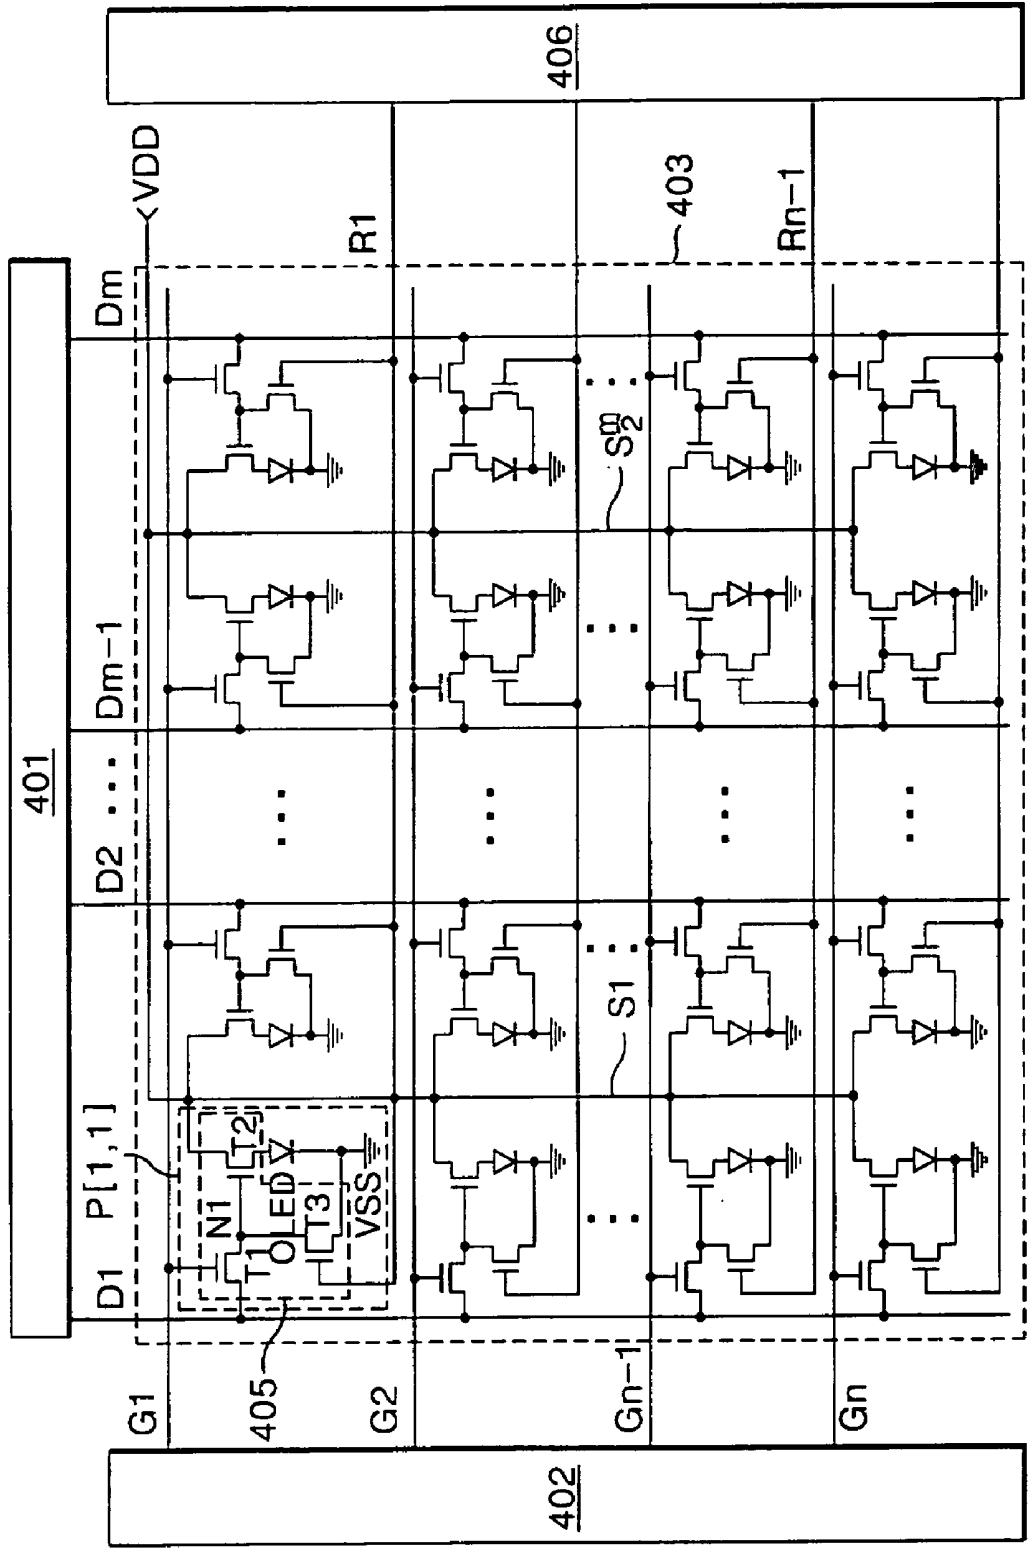 401
D1
P[1,1]
D2
...
Dm-1
Dm
VDD
G1
N1
T2
T1
OLED
T3
VSS
405
R1
G2
S1
S m/2
403
Gn-1
Rn-1
Gn
402
406